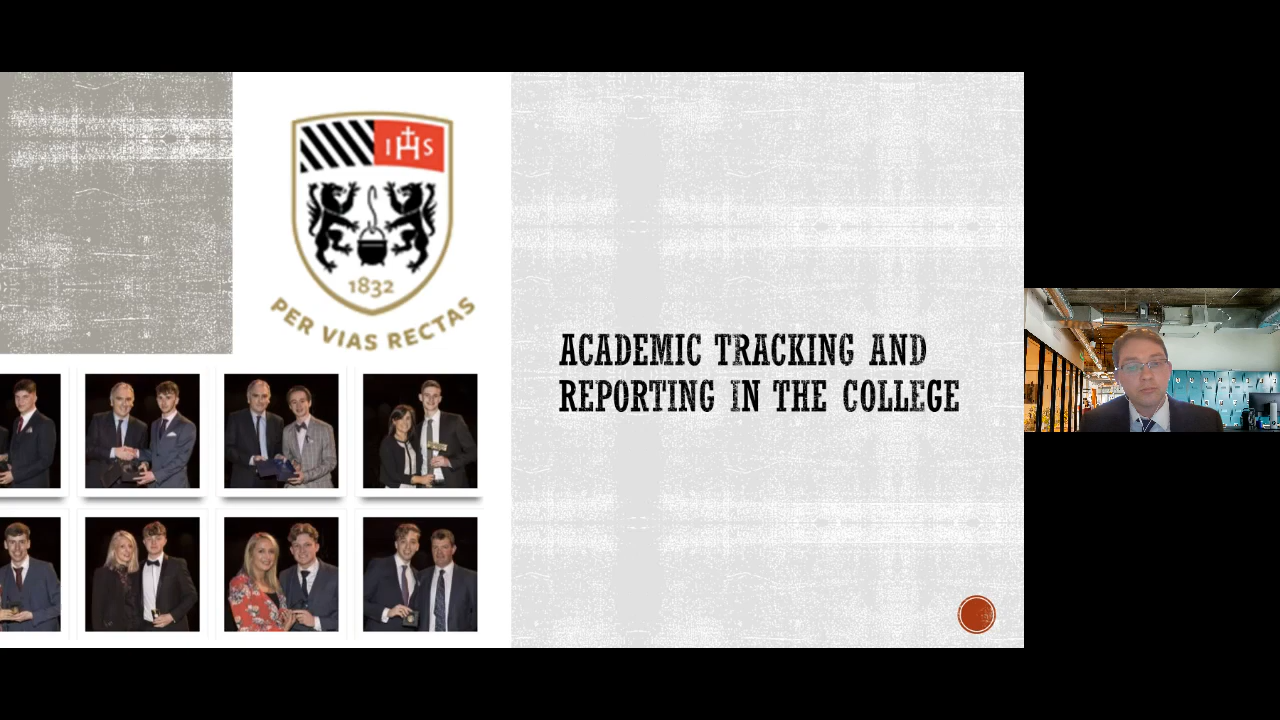 IHS
1832
PER VIAS RECTAS
ACADEMIC TRACKING AND
REPORTING IN THE COLLEGE